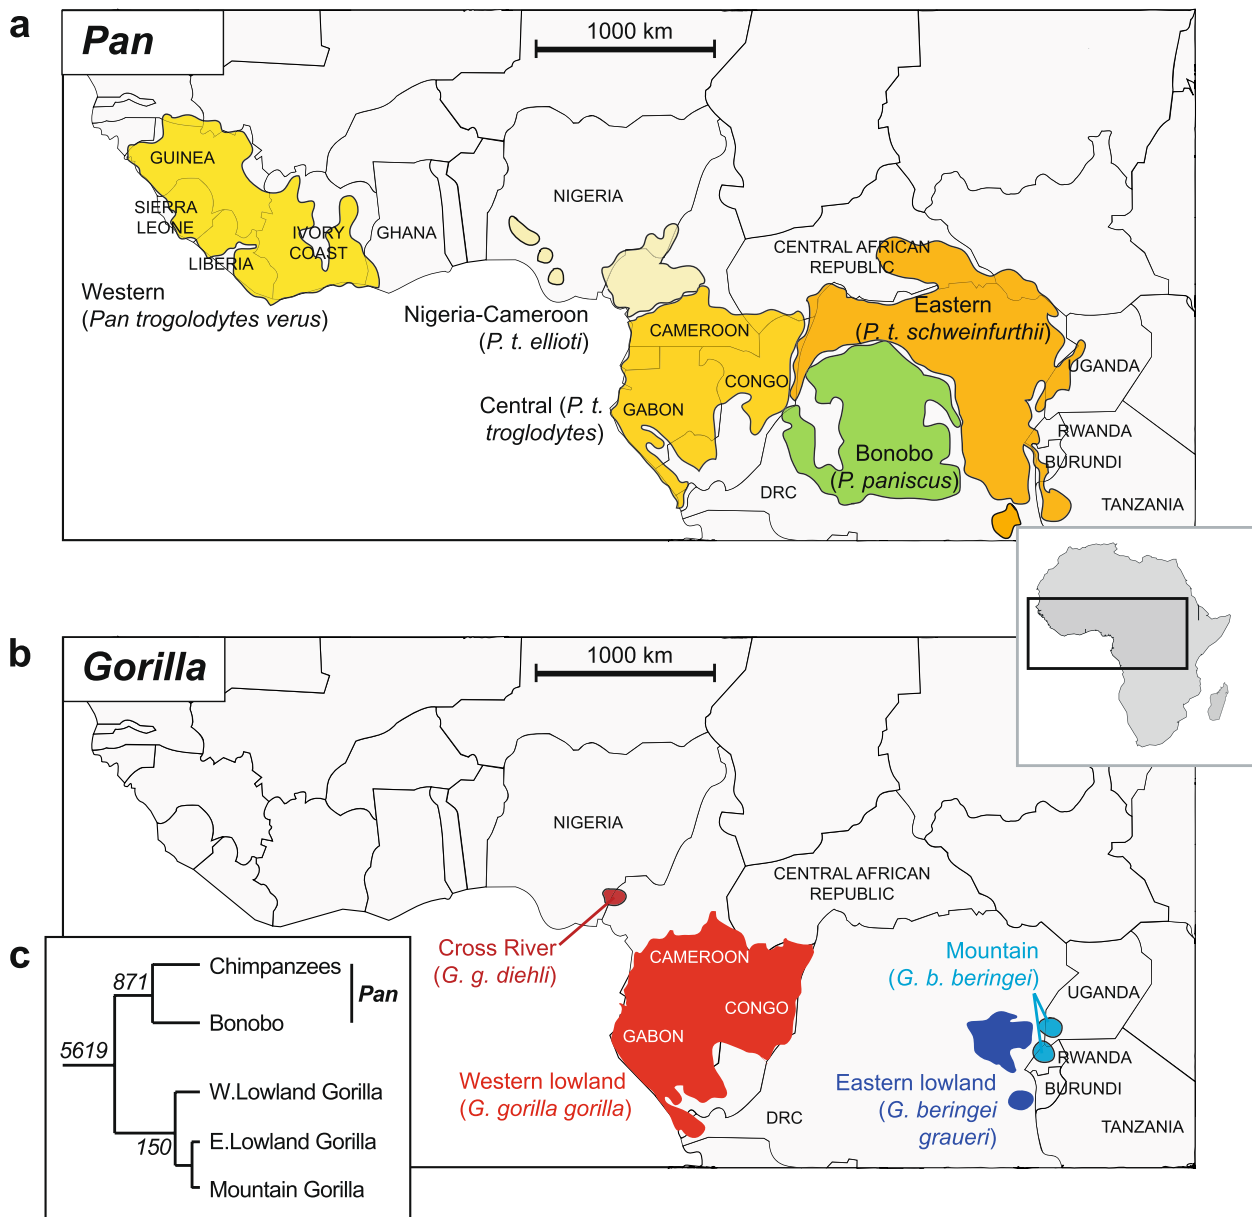 a
Pan
1000 km
GUINEA
SIERRA
LEONE
LIBERIA
IVORY
COAST
GHANA
NIGERIA
CENTRAL AFRICAN
REPUBLIC
Western
(Pan trogolodytes verus)
Nigeria-Cameroon
(P. t. ellioti)
CAMEROON
Eastern
(P. t. schweinfurthii)
UGANDA
CONGO
Central (P. t.
troglodytes)
GABON
RWANDA
Bonobo
(P. paniscus)
BURUNDI
DRC
TANZANIA
b
Gorilla
1000 km
NIGERIA
CENTRAL AFRICAN
REPUBLIC
Cross River
(G. g. diehli)
CAMEROON
Mountain
(G. b. beringei)
UGANDA
CONGO
GABON
RWANDA
Western lowland
(G. gorilla gorilla)
Eastern lowland
(G. beringei
graueri)
BURUNDI
DRC
TANZANIA
c
Chimpanzees
871
Pan
Bonobo
5619
W.Lowland Gorilla
150
E.Lowland Gorilla
Mountain Gorilla